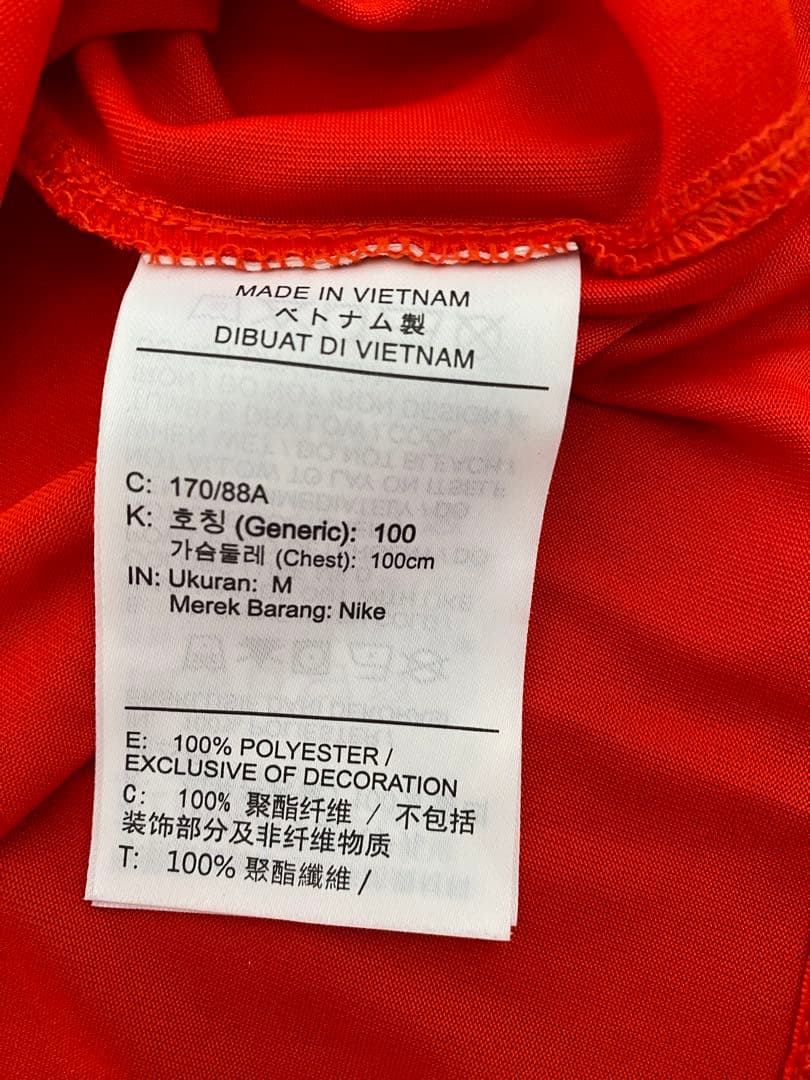 MADE IN VIETNAM
ベトナム製
DIBUAT DI VIETNAM
C: 170/88A
K: 호칭 (Generic): 100
가슴둘레 (Chest): 100cm
IN: Ukuran: M
Merek Barang: Nike
E: 100% POLYESTER /
EXCLUSIVE OF DECORATION
C: 100% 聚酯纤维 / 不包括
装饰部分及非纤维物质
T: 100% 聚酯纖維 /